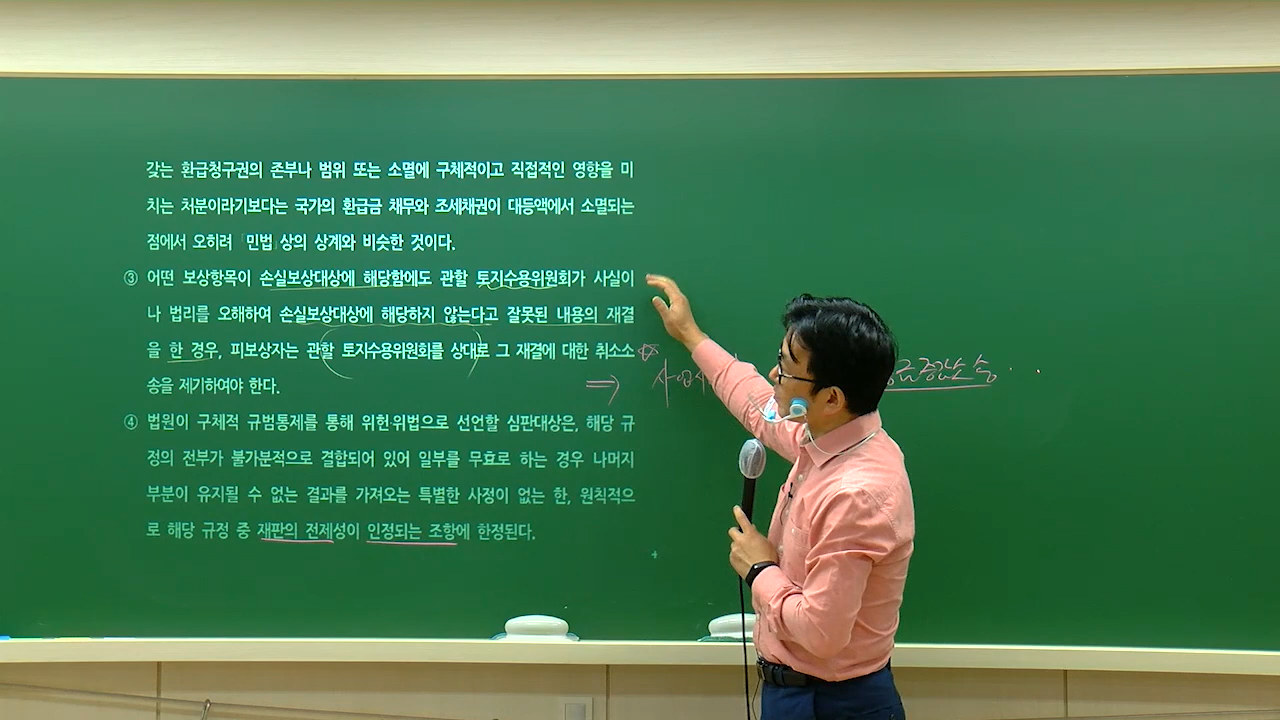 갖는 환급청구권의 존부나 범위 또는 소멸에 구체적이고 직접적인 영향을 미
치는 처분이라기보다는 국가의 환급금 채무와 조세채권이 대등액에서 소멸되는
점에서 오히려 「민법」상의 상계와 비슷한 것이다.
③ 어떤 보상항목이 손실보상대상에 해당함에도 관할 토지수용위원회가 사실이
나 법리를 오해하여 손실보상대상에 해당하지 않는다고 잘못된 내용의 재결
을 한 경우, 피보상자는 관할 토지수용위원회를 상대로 그 재결에 대한 취소소
송을 제기하여야 한다.
⇒ 사업시 금증감소송..
④ 법원이 구체적 규범통제를 통해 위헌·위법으로 선언할 심판대상은, 해당 규
정의 전부가 불가분적으로 결합되어 있어 일부를 무효로 하는 경우 나머지
부분이 유지될 수 없는 결과를 가져오는 특별한 사정이 없는 한, 원칙적으
로 해당 규정 중 재판의 전제성이 인정되는 조항에 한정된다.